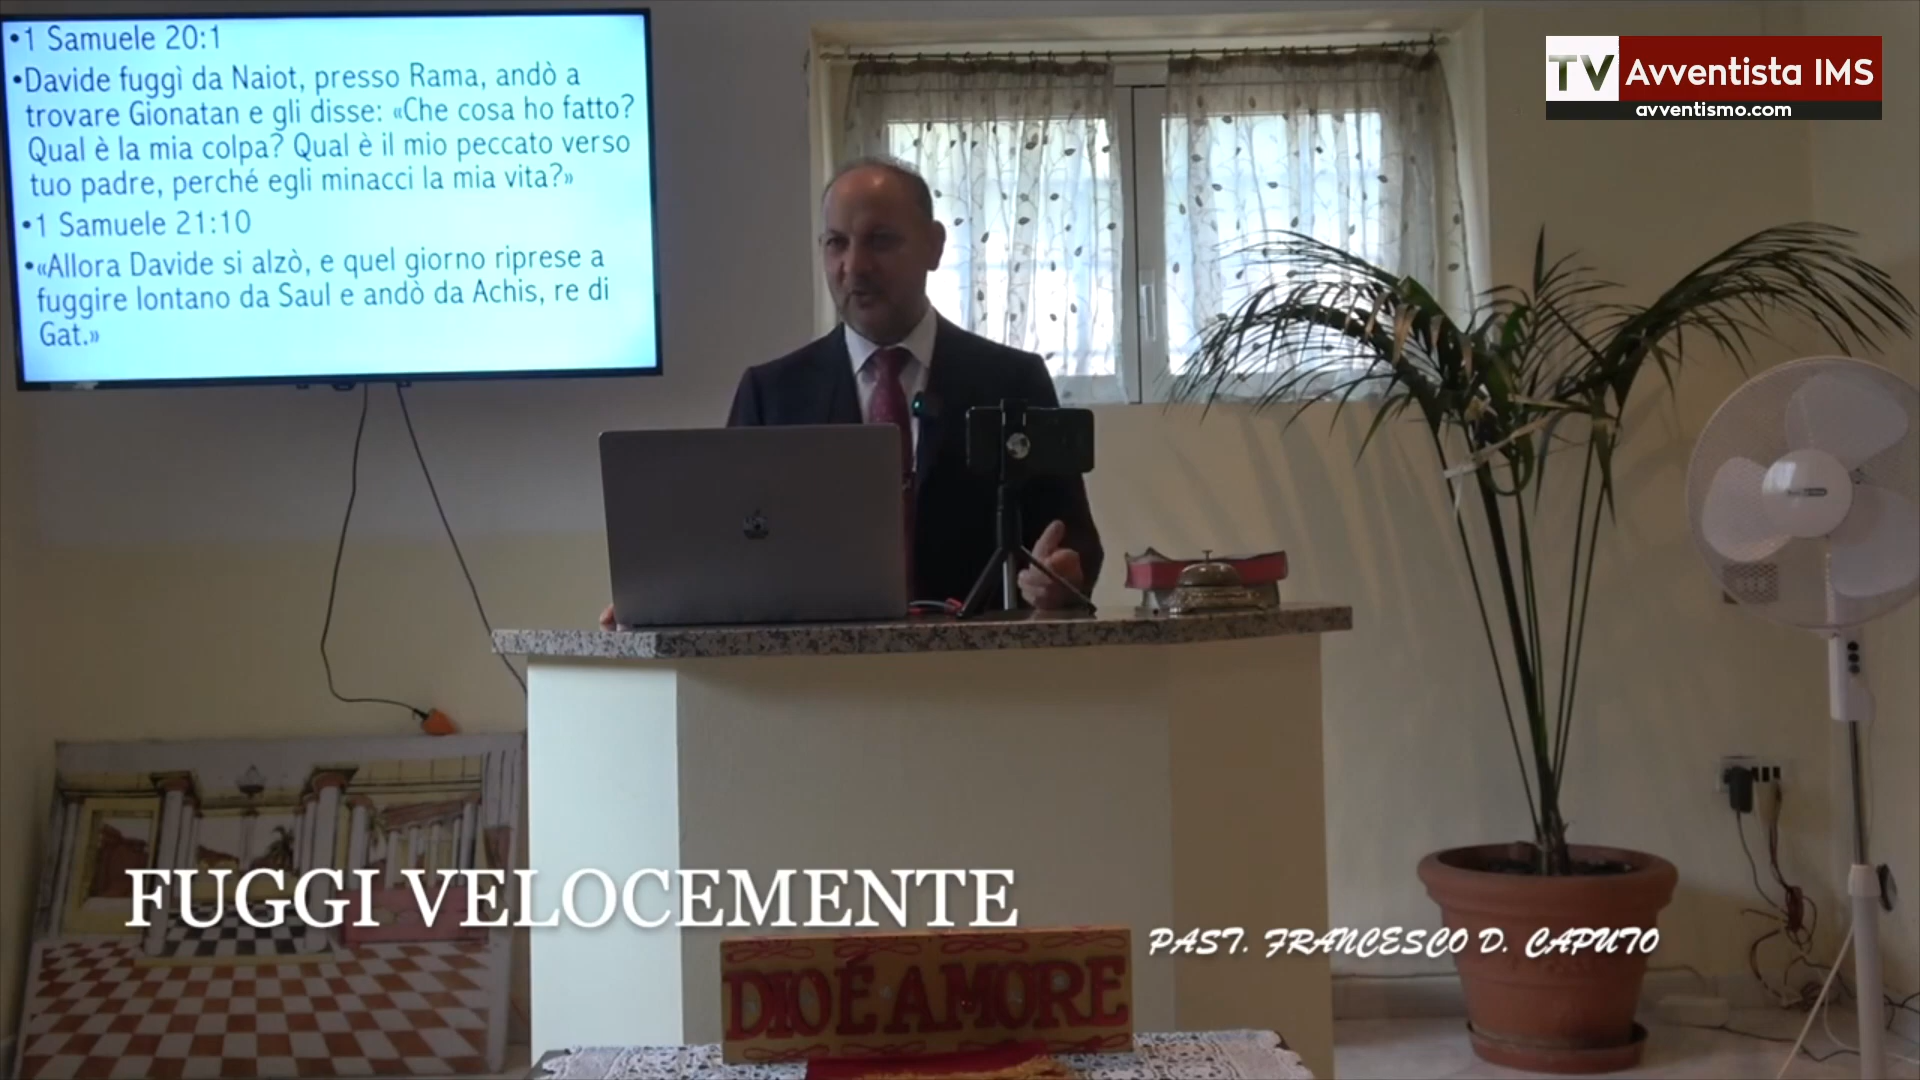 •1 Samuele 20:1
•Davide fuggì da Naiot, presso Rama, andò a
trovare Gionatan e gli disse: «Che cosa ho fatto?
Qual è la mia colpa? Qual è il mio peccato verso
tuo padre, perché egli minacci la mia vita?»
•1 Samuele 21:10
•«Allora Davide si alzò, e quel giorno riprese a
fuggire lontano da Saul e andò da Achis, re di
Gat.»
TV Avventista IMS
avventismo.com
FUGGI VELOCEMENTE
PAST. FRANCESCO D. CAPUTO
DIO É AMORE